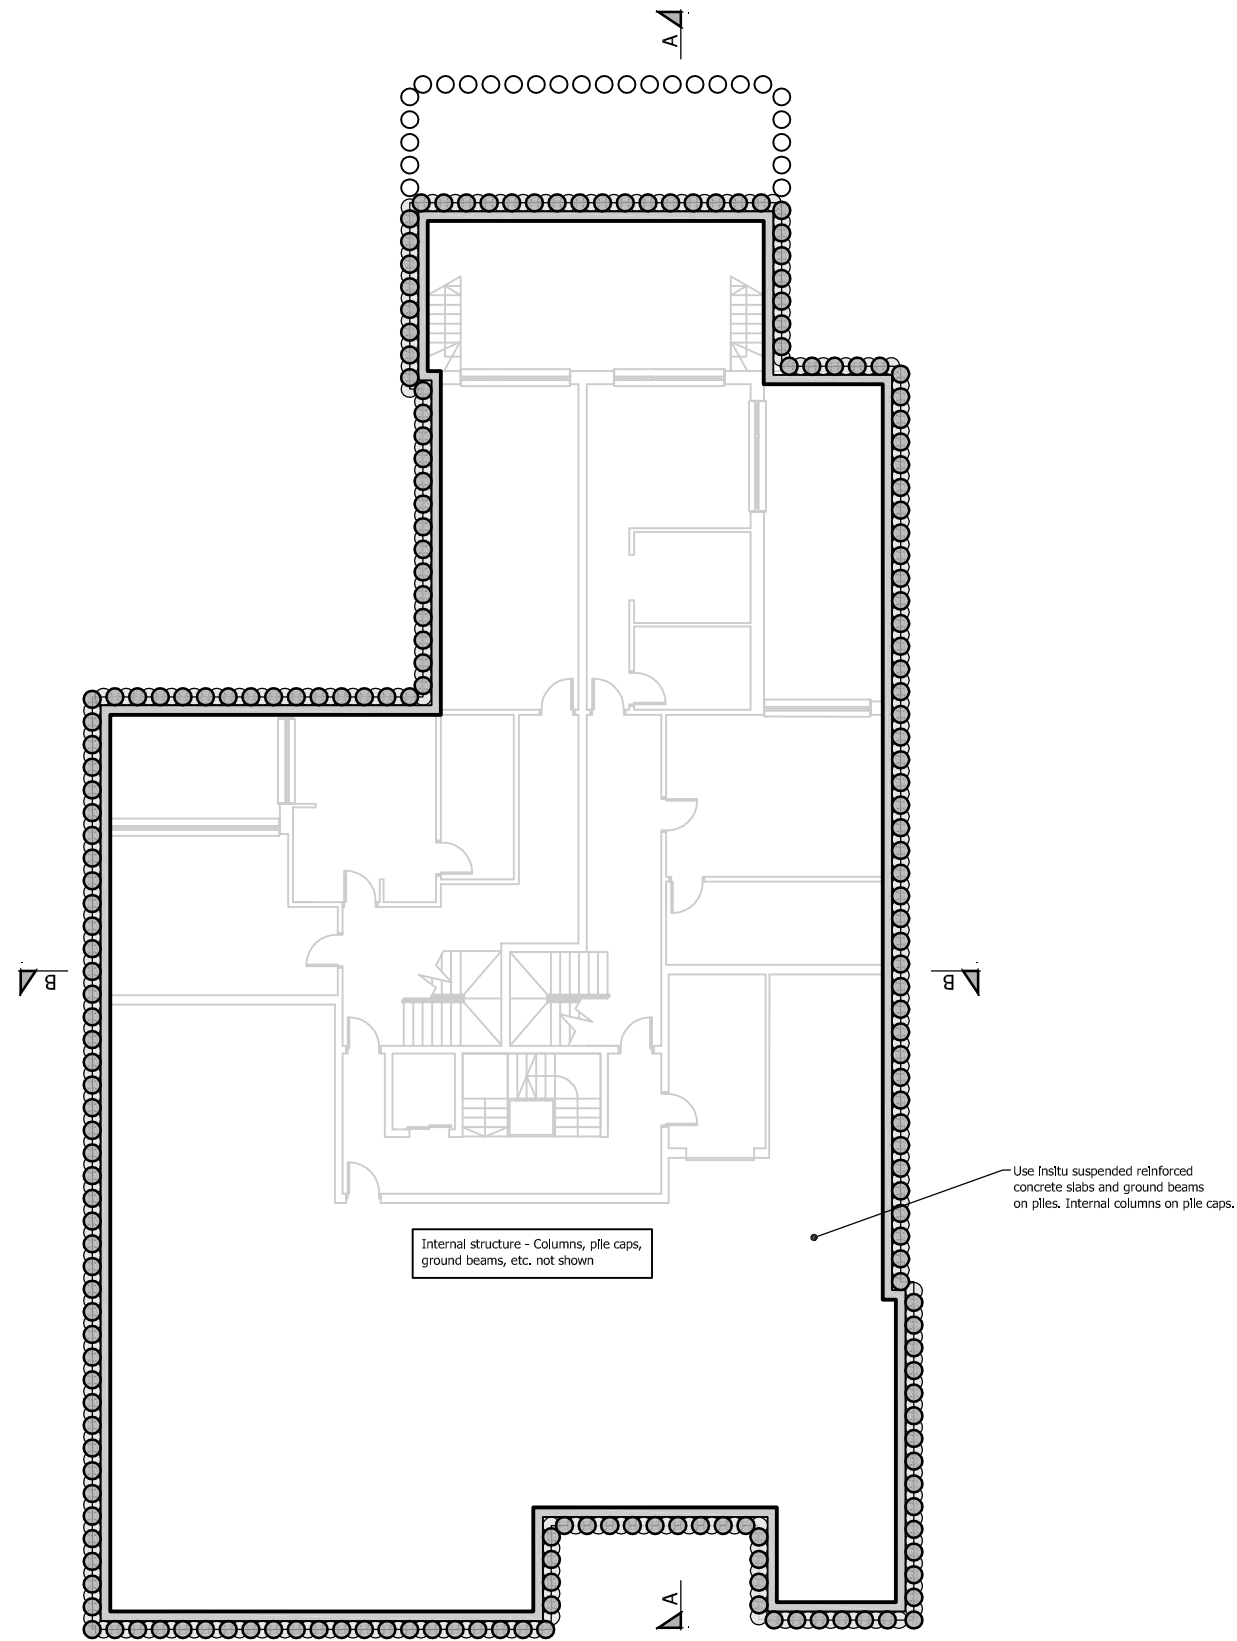 A
B
B
Use insitu suspended reinforced
concrete slabs and ground beams
on piles. Internal columns on pile caps.
Internal structure - Columns, pile caps,
ground beams, etc. not shown
A